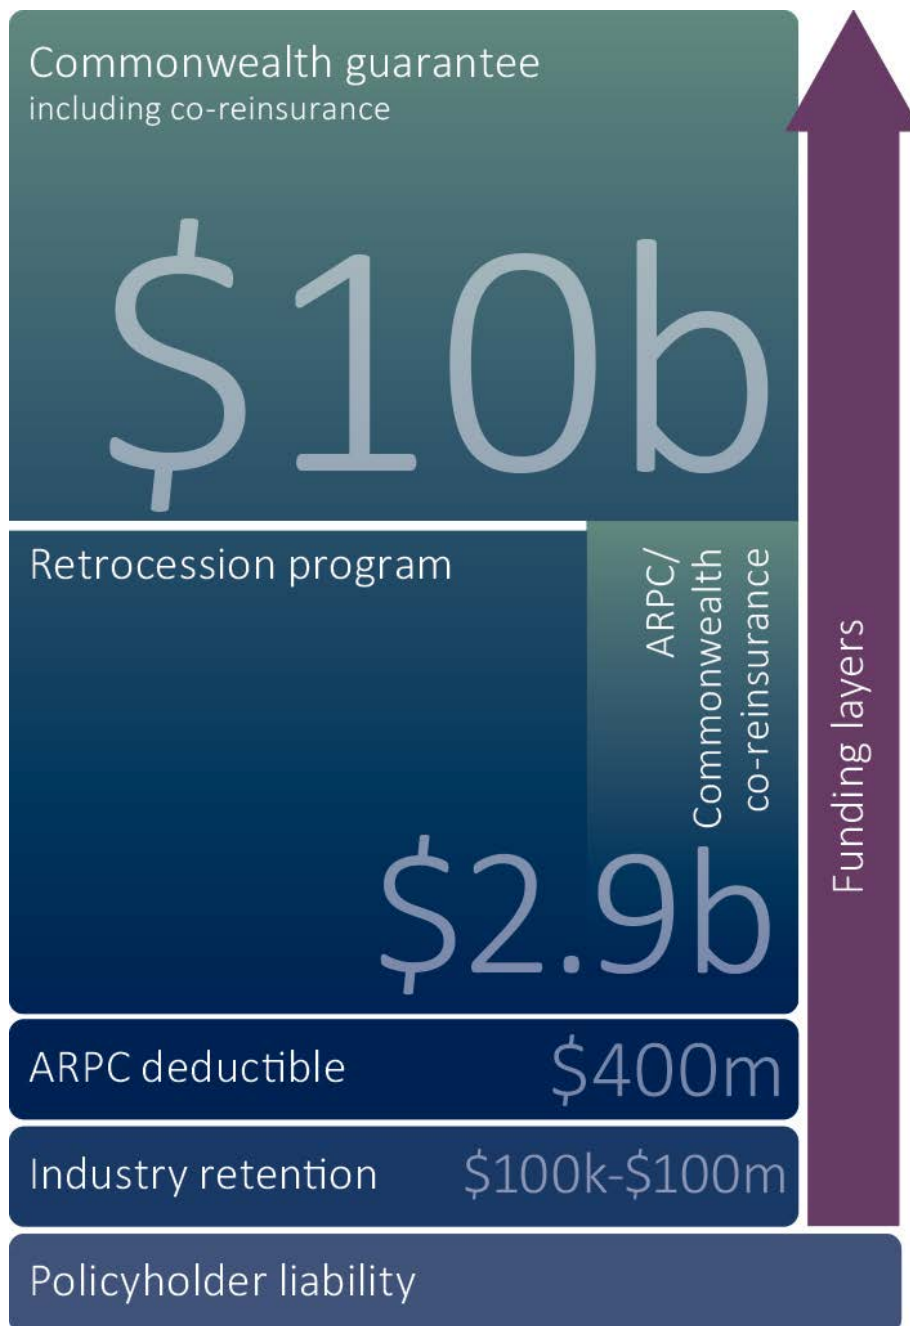 Commonwealth guarantee
including co-reinsurance
$10b
Retrocession program
ARPC/
Commonwealth
co-reinsurance
$2.9b
ARPC deductible
$400m
Industry retention
$100k-$100m
Policyholder liability
Funding layers